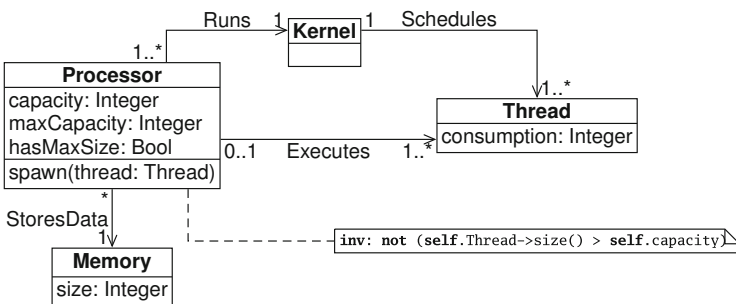 Runs 1 Kernel 1 Schedules
1..*
Processor
capacity: Integer
maxCapacity: Integer
hasMaxSize: Bool
spawn(thread: Thread)
0..1 Executes 1..*
1..*
Thread
consumption: Integer
*
StoresData
1
Memory
size: Integer
inv: not (self.Thread->size() > self.capacity)